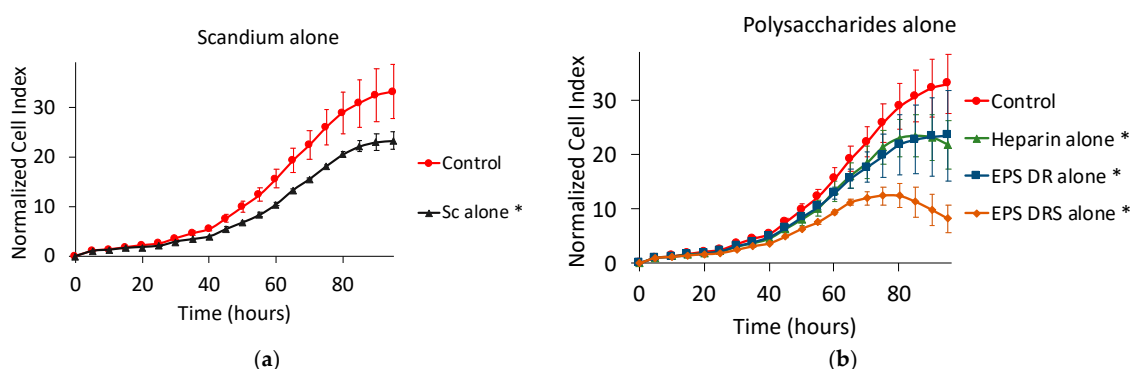 Scandium alone
Normalized Cell Index
30
20
10
0
0 20 40 60 80
Time (hours)
Control
Sc alone *
(a)
Polysaccharides alone
Normalized Cell Index
30
20
10
0
0 20 40 60 80
Time (hours)
Control
Heparin alone *
EPS DR alone *
EPS DRS alone *
(b)